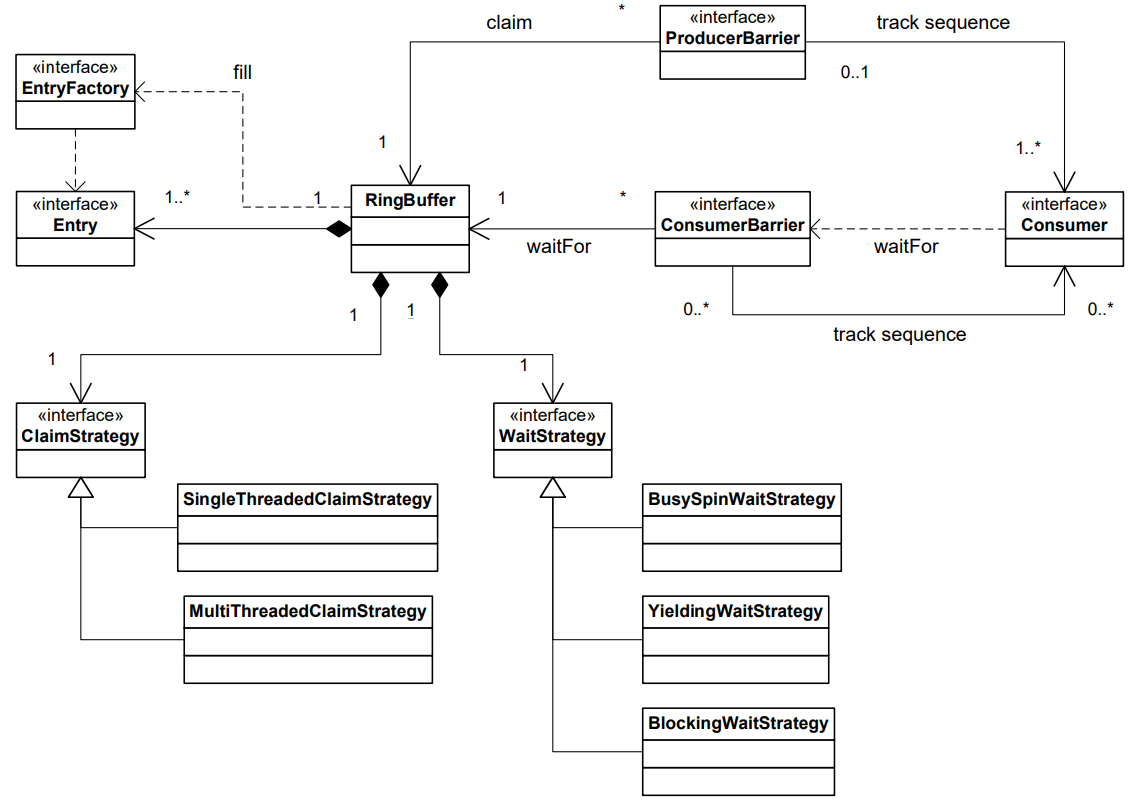 claim
*
«interface»
ProducerBarrier
track sequence
0..1
«interface»
EntryFactory
fill
1
1..*
«interface»
Entry
1..*
1
RingBuffer
1
*
waitFor
«interface»
ConsumerBarrier
waitFor
«interface»
Consumer
0..*
0..*
track sequence
1
1
1
1
«interface»
ClaimStrategy
«interface»
WaitStrategy
SingleThreadedClaimStrategy
BusySpinWaitStrategy
MultiThreadedClaimStrategy
YieldingWaitStrategy
BlockingWaitStrategy